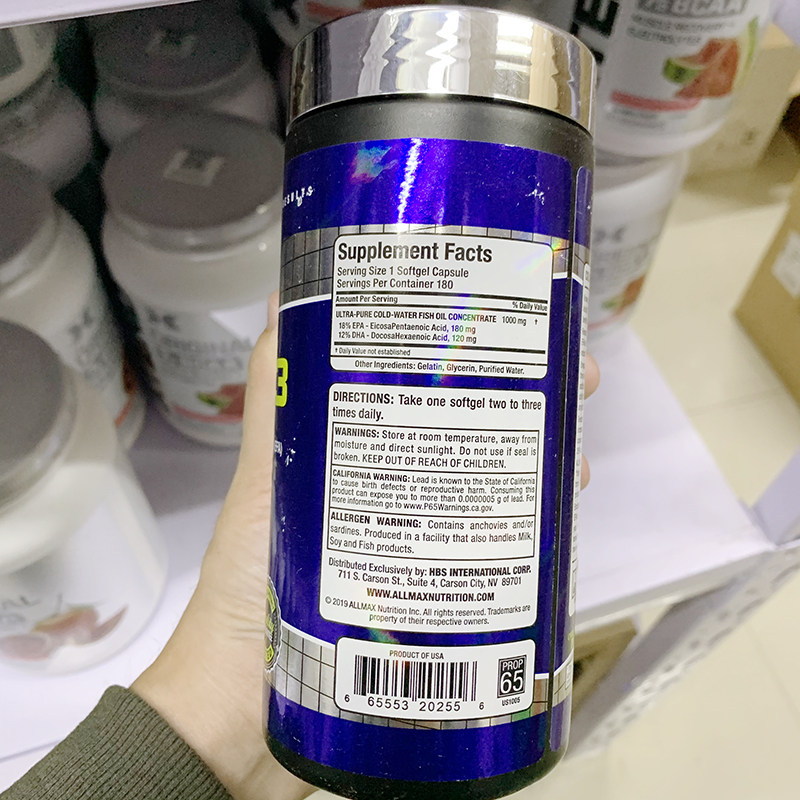 Supplement Facts
Serving Size 1 Softgel Capsule
Servings Per Container 180
Amount Per Serving % Daily Value
ULTRA-PURE COLD-WATER FISH OIL CONCENTRATE 1000 mg †
18% EPA - EicosaPentaenoic Acid, 180 mg
12% DHA - DocosaHexaenoic Acid, 120 mg
† Daily Value not established
Other Ingredients: Gelatin, Glycerin, Purified Water.
3
DIRECTIONS: Take one softgel two to three
times daily.
WARNINGS: Store at room temperature, away from
moisture and direct sunlight. Do not use if seal is
broken. KEEP OUT OF REACH OF CHILDREN.
CALIFORNIA WARNING: Lead is known to the State of California
to cause birth defects or reproductive harm. Consuming this
product can expose you to more than 0.0000005 g of lead. For
more information go to www.P65Warnings.ca.gov.
ALLERGEN WARNING: Contains anchovies and/or
sardines. Produced in a facility that also handles Milk,
Soy and Fish products.
Distributed Exclusively by: HBS INTERNATIONAL CORP.
711 S. Carson St., Suite 4, Carson City, NV 89701
WWW.ALLMAXNUTRITION.COM
© 2019 ALLMAX Nutrition Inc. All rights reserved. Trademarks are
property of their respective owners.
PRODUCT OF USA
PROP
65
US1005
6 65553 20255 6
BCAA